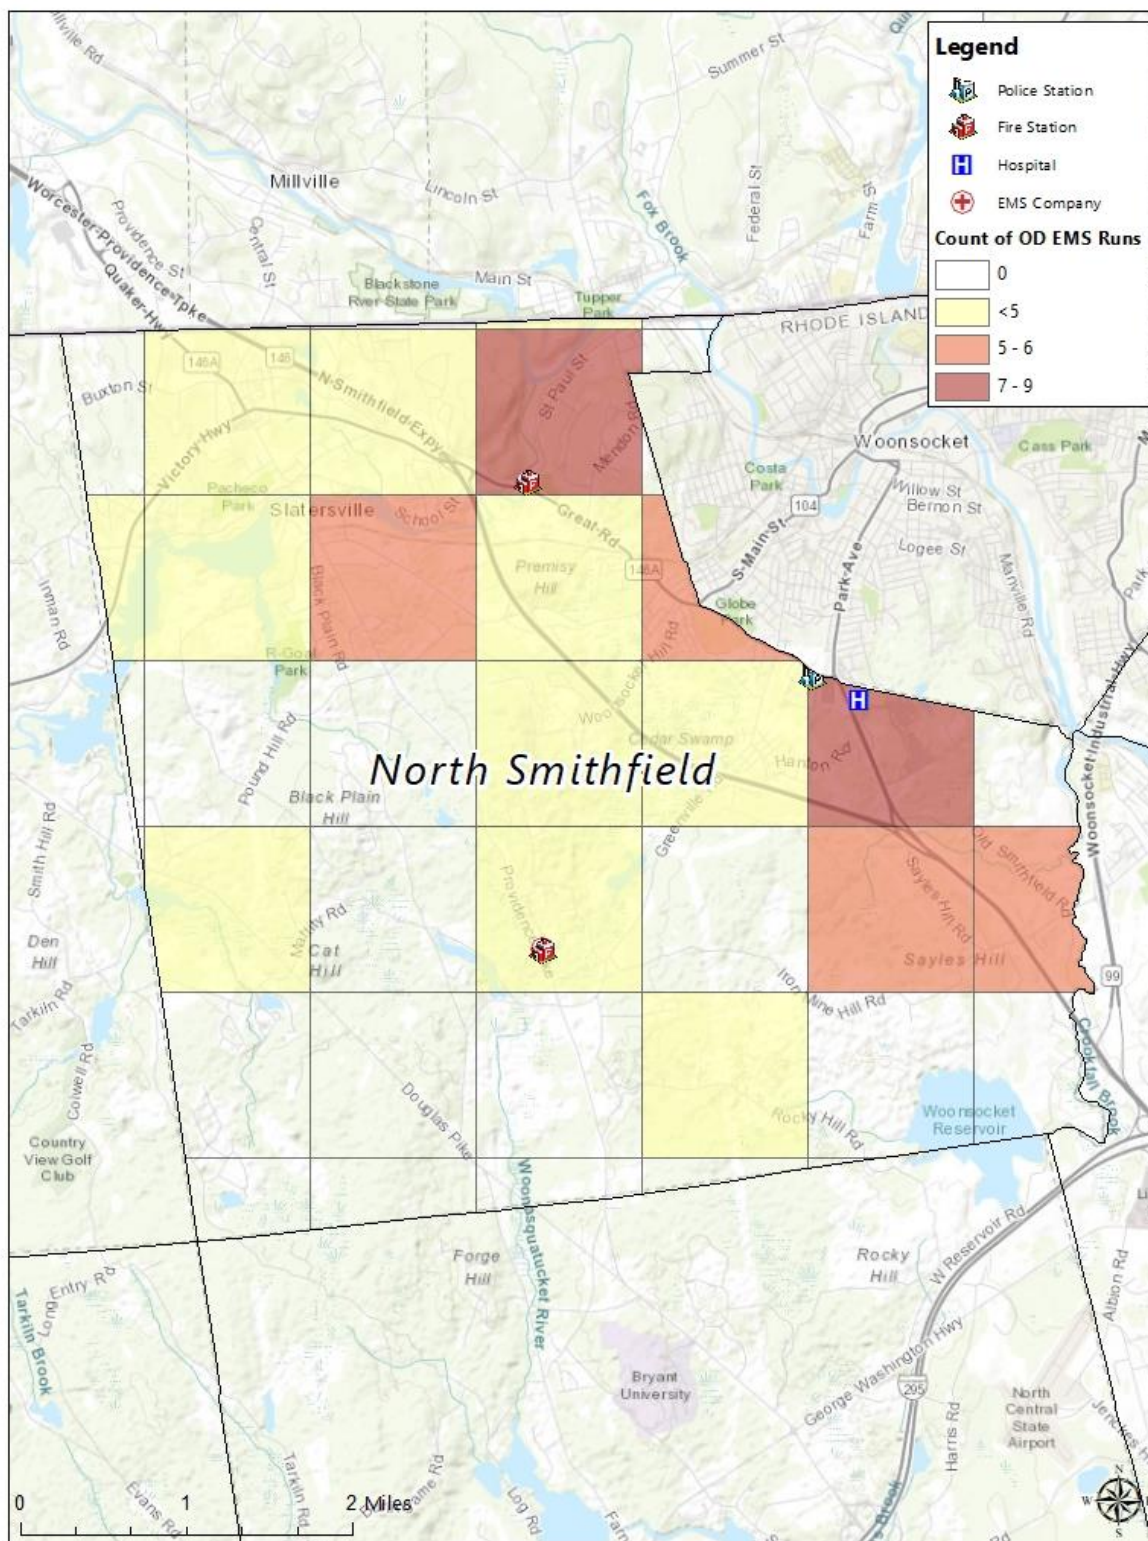 Legend
Police Station
Fire Station
Hospital
EMS Company
Count of OD EMS Runs
0
<5
5 - 6
7 - 9
Summer St
Millville
Lincoln St
Worcester-Providence-Tpke
Providence St
Central St
Quaker-Hwy
Fox Brook
Federal St
Farm St
Main St
Blackstone
River State Park
Tupper
Park
RHODE ISLAND
146A
146
N-Smithfield-Expy
St Paul St
Mendon Rd
Buxton St
Victory-Hwy
Woonsocket
Cass Park
Costa
Park
Willow St
Bernon St
104
Logee St
S-Main-St
Park-Ave
Manville Rd
Pacheco
Park
Slatersville
School St
Great-Rd
Premisy
Hill
146A
Globe
Park
Inman Rd
Black Plain Rd
Woonsocket Hill Rd
Woonsocket-Industrial-Hwy
Cedar Swamp
Hanton Rd
H
North Smithfield
Pound Hill Rd
Black Plain
Hill
Smith Hill Rd
Old Smithfield Rd
Sayles Hill Rd
Sayles Hill
Den
Hill
Cat
Hill
Tarkiln Rd
Iron Mine Hill Rd
99
Crookfall Brook
Colwell Rd
Douglas Pike
Rocky Hill Rd
Woonsocket
Reservoir
Country
View Golf
Club
Woonasquatucket River
Forge
Hill
Rocky
Hill
W Reservoir Rd
Albion Rd
Long
Entry Rd
Tarkiln Brook
Bryant
University
George Washington Hwy
295
North
Central
State
Airport
Harris Rd
Evans Rd
Tarkiln Rd
Log Rd
0 1 2 Miles
N
W
S